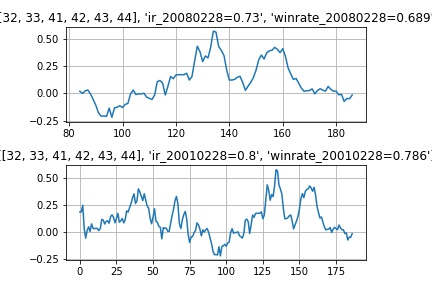 32, 33, 41, 42, 43, 44], 'ir_20080228=0.73', 'winrate_20080228=0.689'
0.50
0.25
0.00
−0.25
80 100 120 140 160 180
[32, 33, 41, 42, 43, 44], 'ir_20010228=0.8', 'winrate_20010228=0.786']
0.50
0.25
0.00
−0.25
0 25 50 75 100 125 150 175